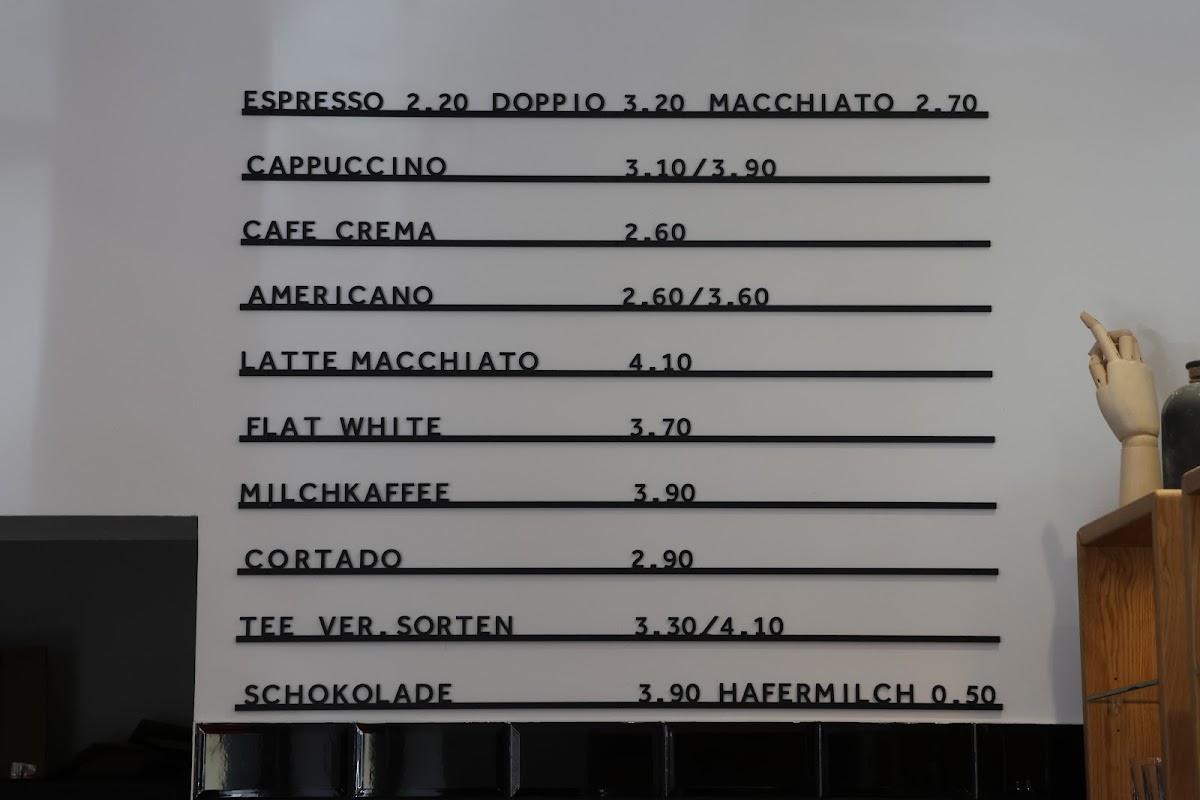 ESPRESSO 2.20 DOPPIO 3.20 MACCHIATO 2.70
CAPPUCCINO 3.10/3.90
CAFE CREMA 2.60
AMERICANO 2.60/3.60
LATTE MACCHIATO 4.10
FLAT WHITE 3.70
MILCHKAFFEE 3.90
CORTADO 2.90
TEE VER.SORTEN 3.30/4.10
SCHOKOLADE 3.90 HAFERMILCH 0.50